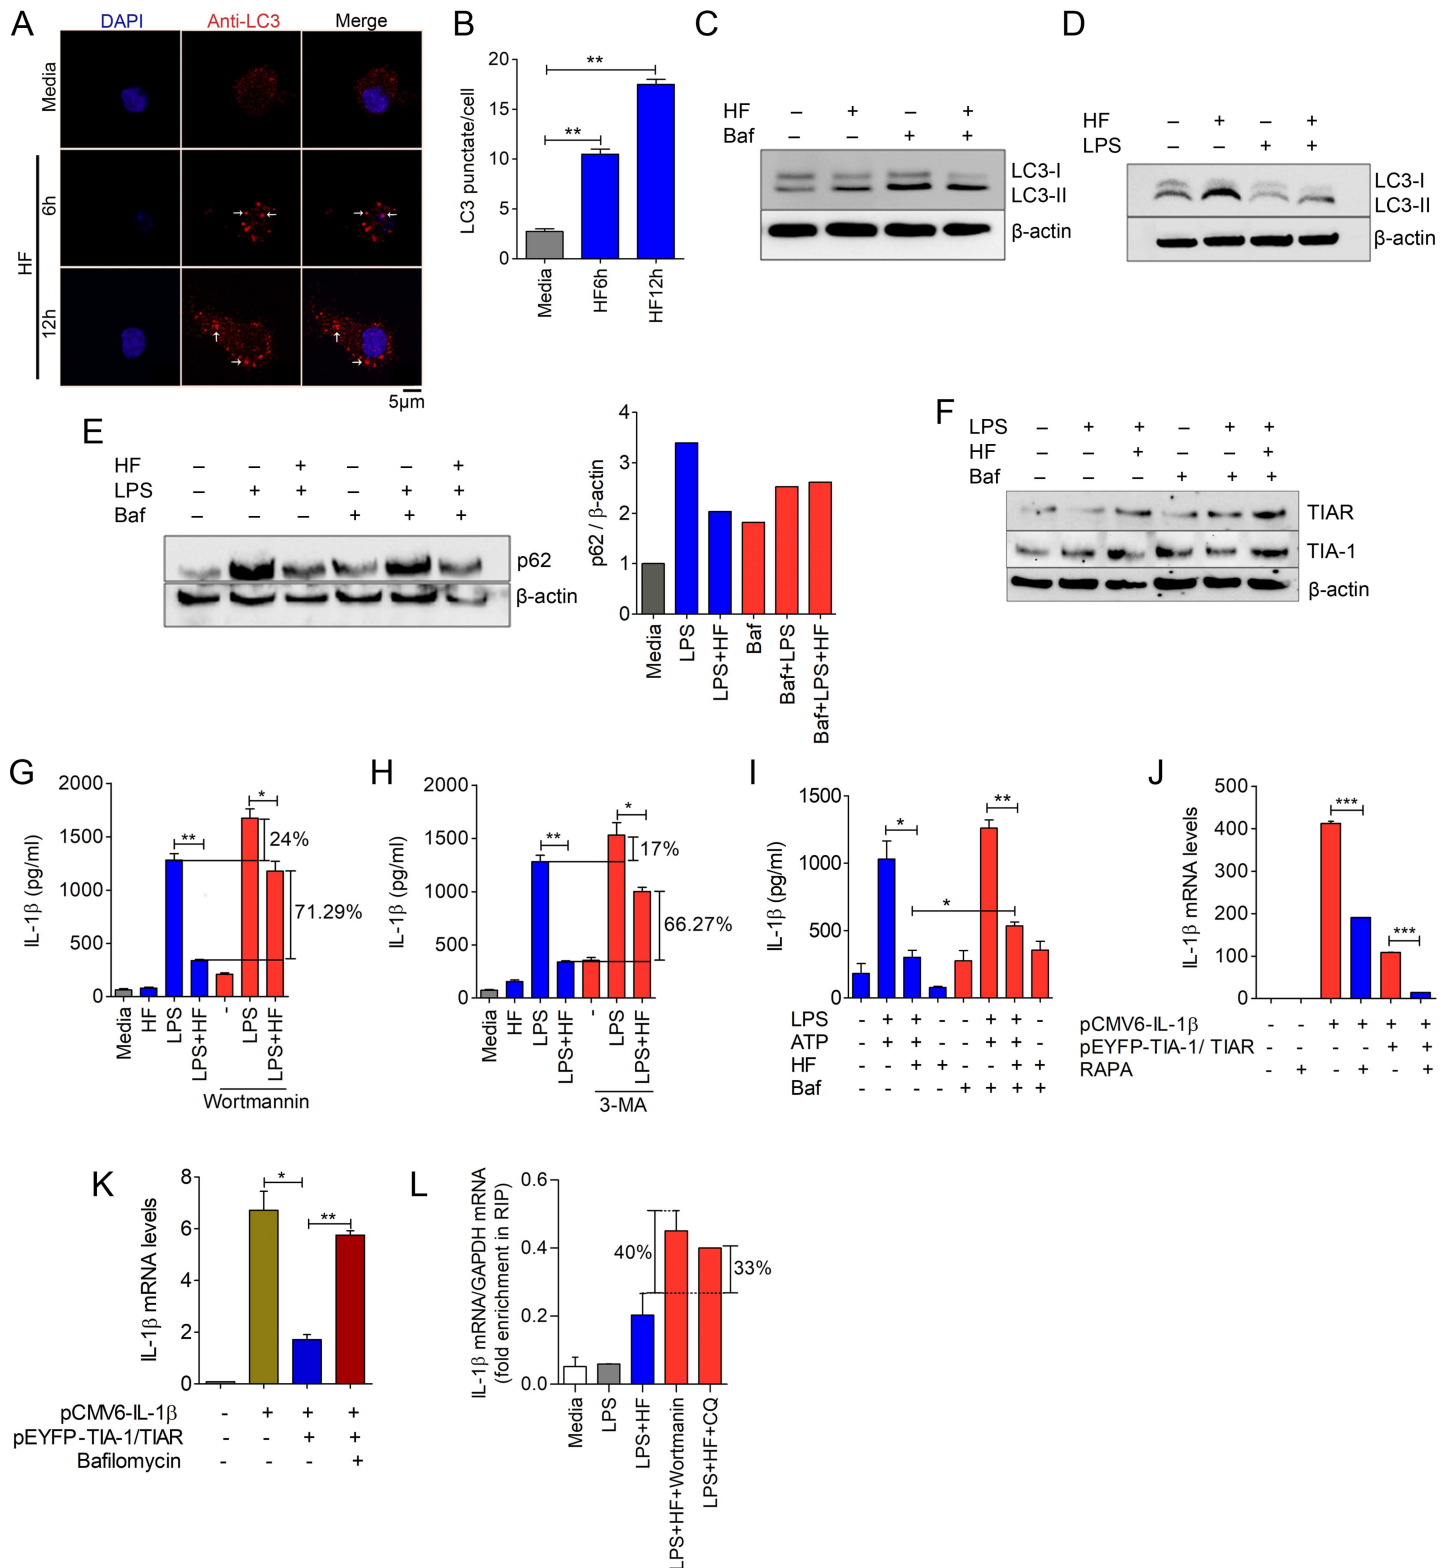 A
DAPI Anti-LC3 Merge
Media
HF
6h
12h
5μm
B
LC3 punctate/cell
20
15
10
5
0
** **
Media HF6h HF12h
C
HF – + – +
Baf – – + +
LC3-I
LC3-II
β-actin
D
HF – + – +
LPS – – + +
LC3-I
LC3-II
β-actin
E
HF – – + – – +
LPS – + + – + +
Baf – – – + + +
p62
β-actin
p62 / β-actin
4
3
2
1
0
Media LPS LPS+HF Baf Baf+LPS Baf+LPS+HF
F
LPS – + + – + +
HF – – + – – +
Baf – – – + + +
TIAR
TIA-1
β-actin
G
IL-1β (pg/ml)
2000
1500
1000
500
0
** *
24%
71.29%
Media HF LPS LPS+HF - LPS LPS+HF
Wortmannin
H
IL-1β (pg/ml)
2000
1500
1000
500
0
** *
17%
66.27%
Media HF LPS LPS+HF - LPS LPS+HF
3-MA
I
IL-1β (pg/ml)
1500
1000
500
0
* * **
LPS - + + - - + + -
ATP - + + - - + + -
HF - - + + - - + +
Baf - - - - + + + +
J
IL-1β mRNA levels
500
400
300
200
100
0
*** ***
pCMV6-IL-1β - - + + + +
pEYFP-TIA-1/ TIAR - - - - + +
RAPA - + - + - +
K
IL-1β mRNA levels
8
6
4
2
0
* **
pCMV6-IL-1β - + + +
pEYFP-TIA-1/TIAR - - + +
Bafilomycin - - - +
L
IL-1β mRNA/GAPDH mRNA
(fold enrichment in RIP)
0.6
0.4
0.2
0.0
40%
33%
Media LPS LPS+HF LPS+HF+Wortmanin LPS+HF+CQ